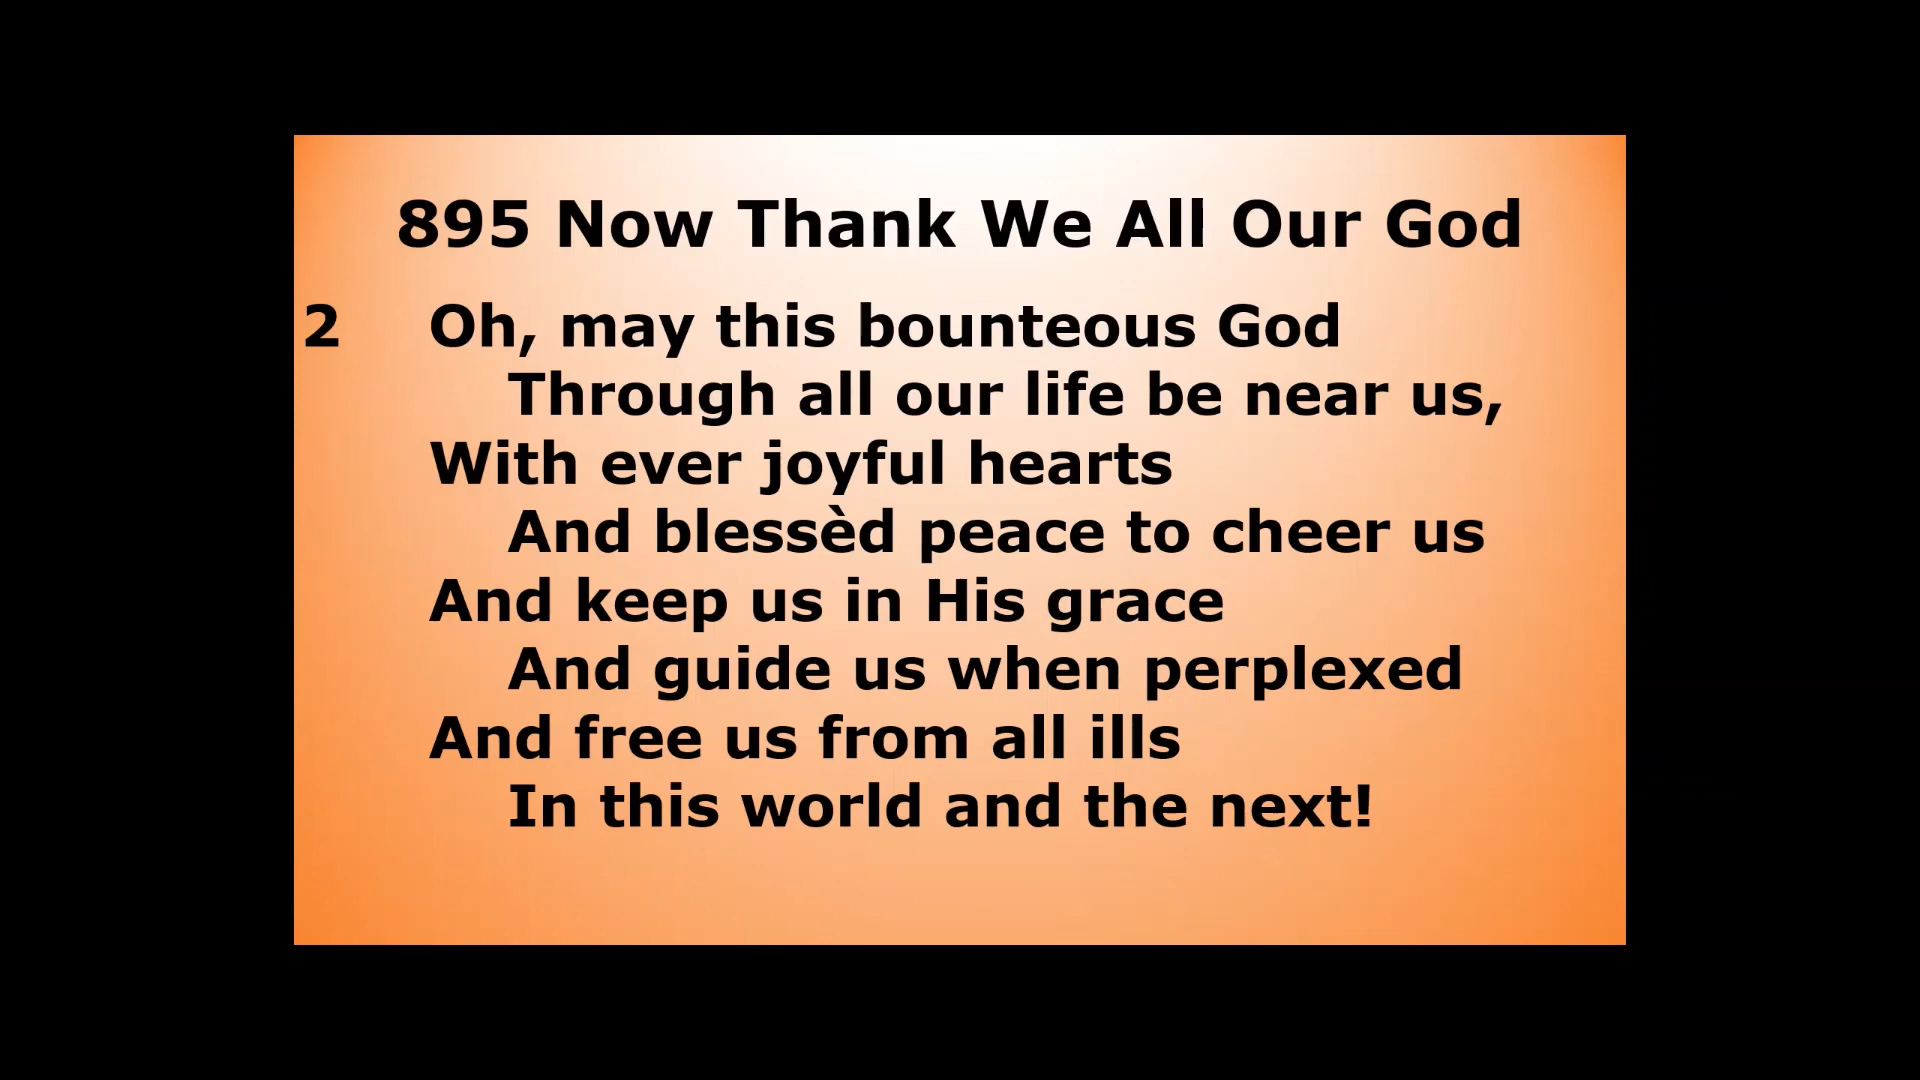 895 Now Thank We All Our God
2 Oh, may this bounteous God
Through all our life be near us,
With ever joyful hearts
And blessèd peace to cheer us
And keep us in His grace
And guide us when perplexed
And free us from all ills
In this world and the next!